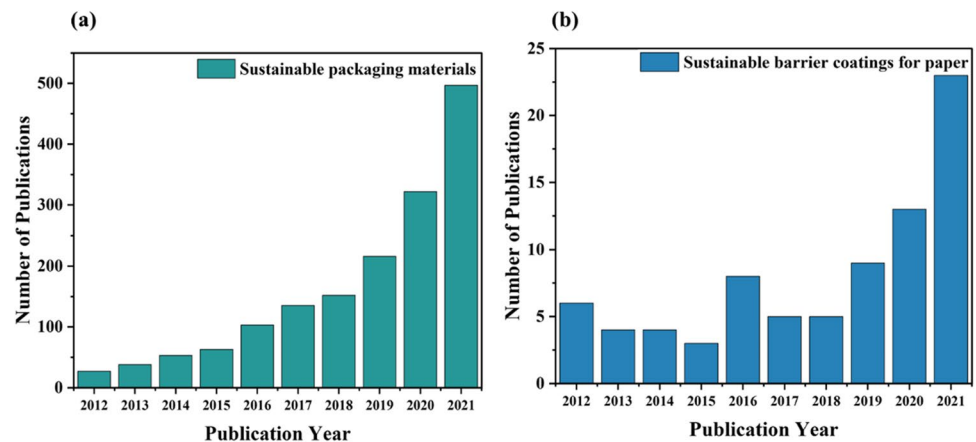 (a)
Sustainable packaging materials
500
400
300
200
100
0
Number of Publications
2012 2013 2014 2015 2016 2017 2018 2019 2020 2021
Publication Year
(b)
Sustainable barrier coatings for paper
25
20
15
10
5
0
Number of Publications
2012 2013 2014 2015 2016 2017 2018 2019 2020 2021
Publication Year